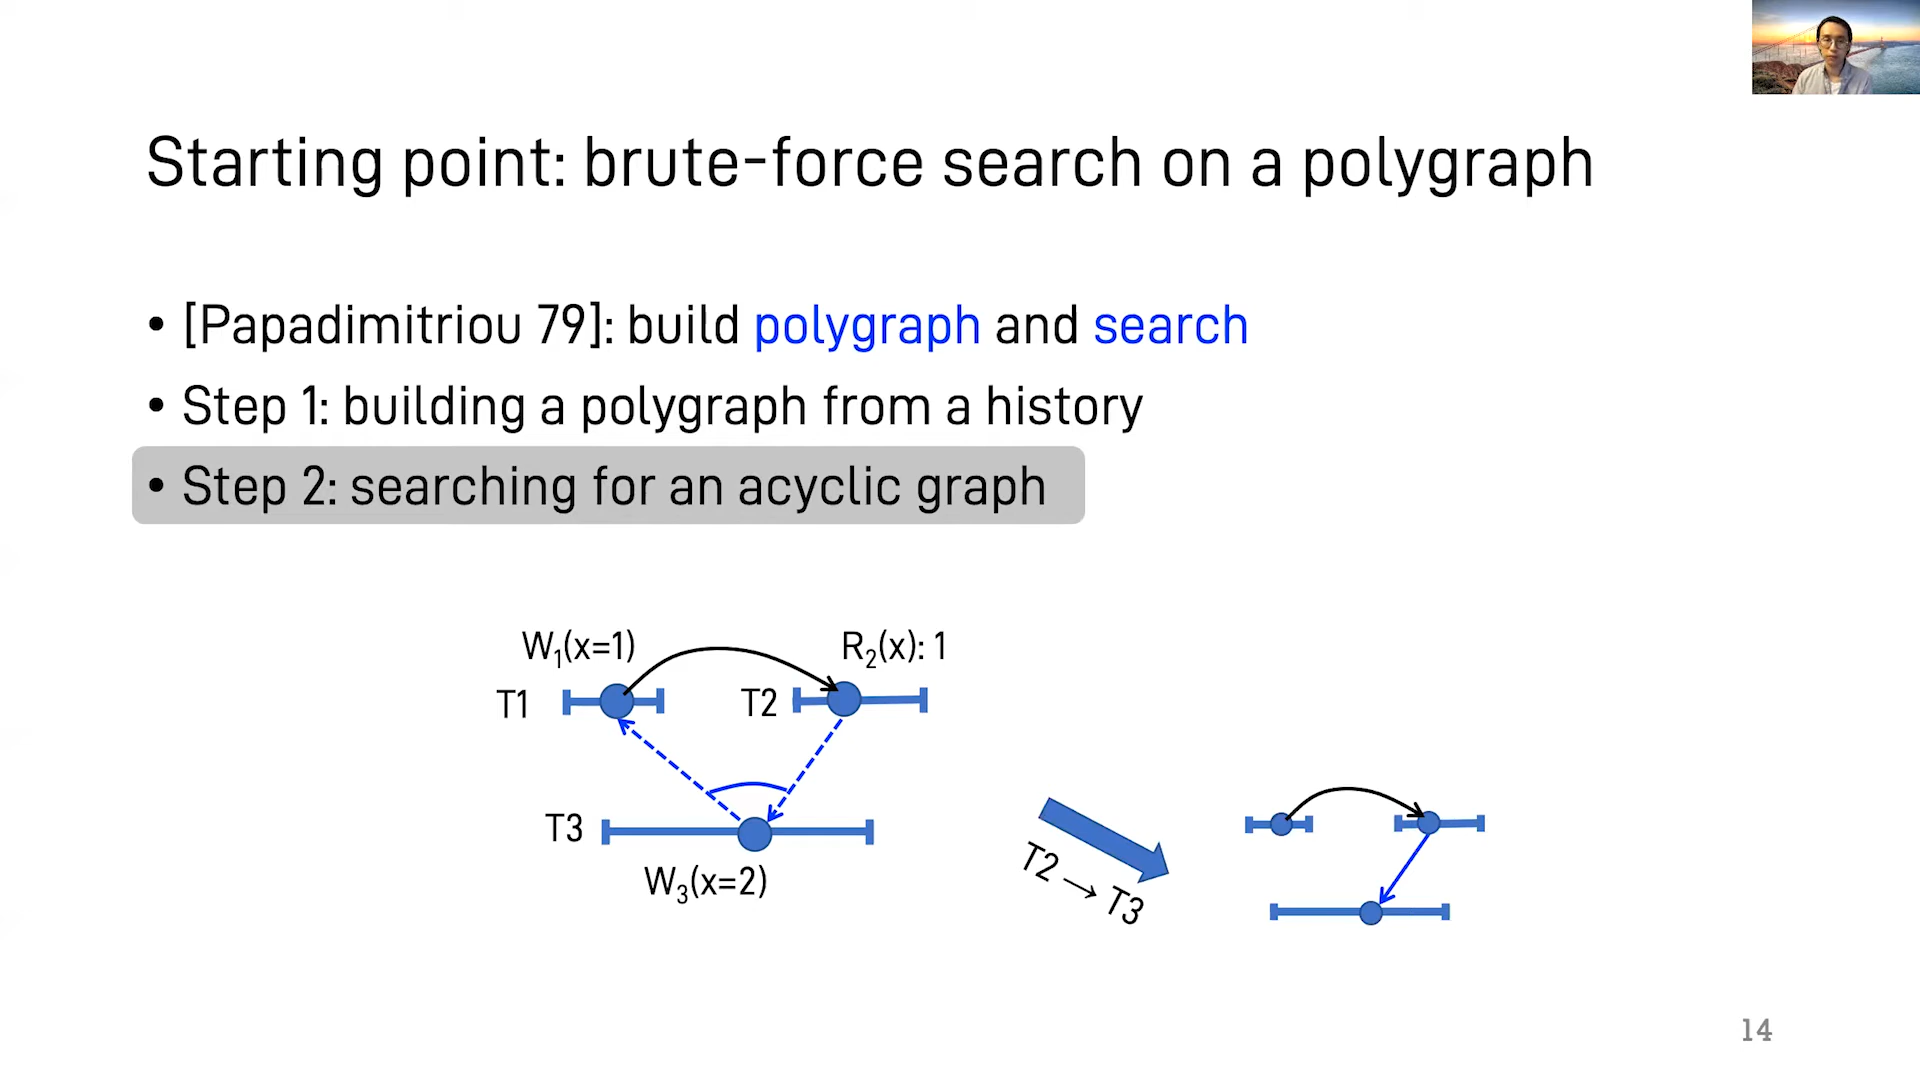 Starting point: brute-force search on a polygraph
• [Papadimitriou 79]: build polygraph and search
• Step 1: building a polygraph from a history
• Step 2: searching for an acyclic graph
W₁(x=1)
R₂(x): 1
T1
T2
T3
W₃(x=2)
T2 → T3
14